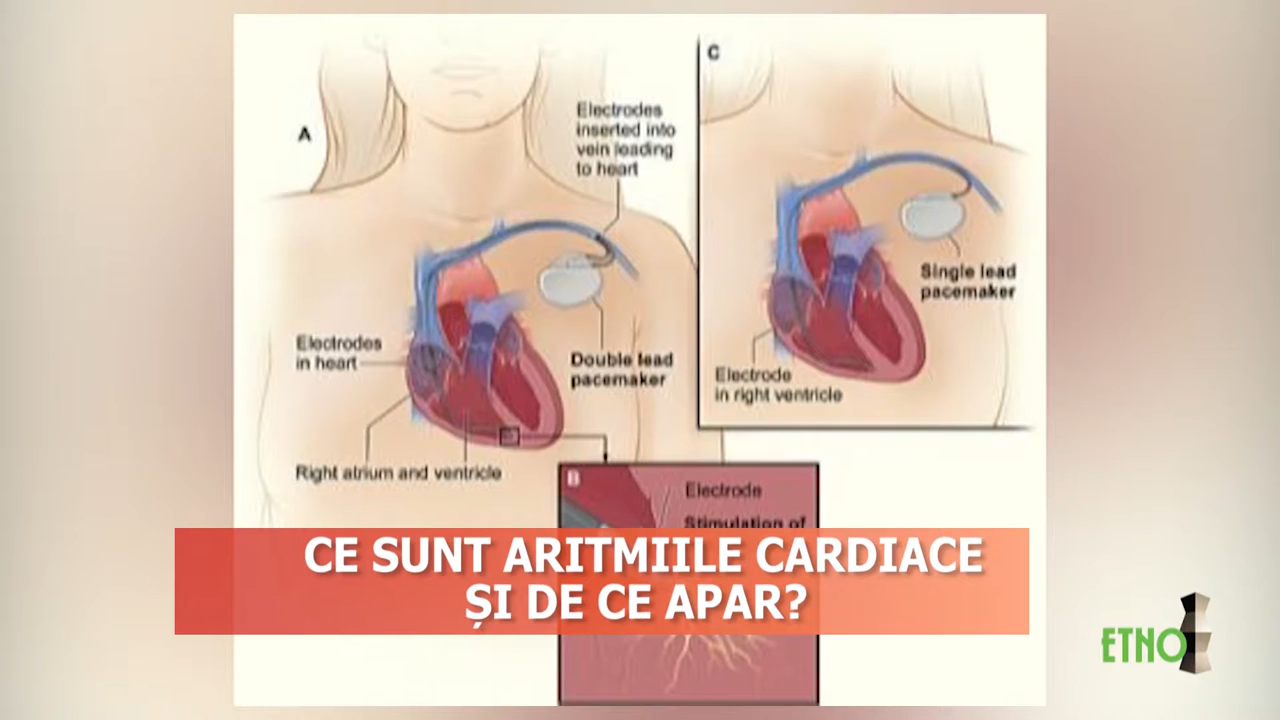 A
Electrodes
inserted into
vein leading
to heart
Electrodes
in heart
Double lead
pacemaker
Right atrium and ventricle
C
Single lead
pacemaker
Electrode
in right ventricle
B
Electrode
Stimulation of
CE SUNT ARITMIILE CARDIACE
ȘI DE CE APAR?
ETNO